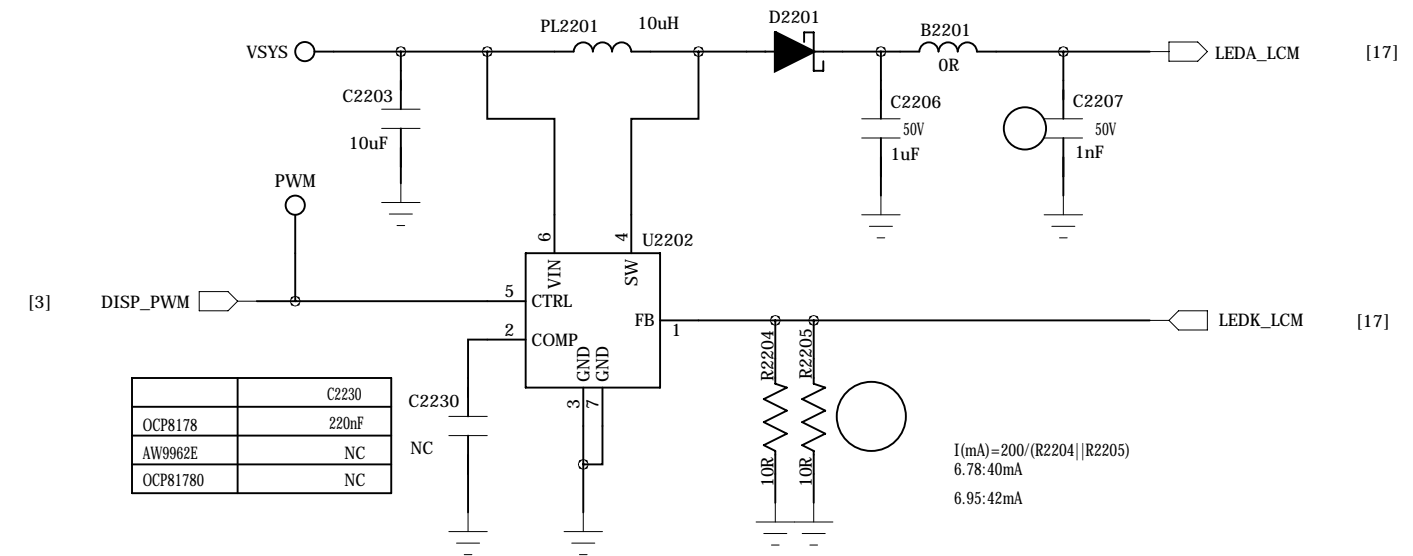 PL2201 10uH D2201
B2201
VSYS LEDA_LCM [17]
0R
C2203
10uF
C2206
50V
1uF
C2207
50V
1nF
PWM
6 4 U2202
VIN SW
[3] DISP_PWM 5 CTRL
2 COMP
FB 1
LEDK_LCM [17]
GND
GND
3 7
R2204 R2205
10R 10R
C2230
NC
C2230
OCP8178 220nF
AW9962E NC
OCP81780 NC
I(mA)=200/(R2204||R2205)
6.78:40mA
6.95:42mA